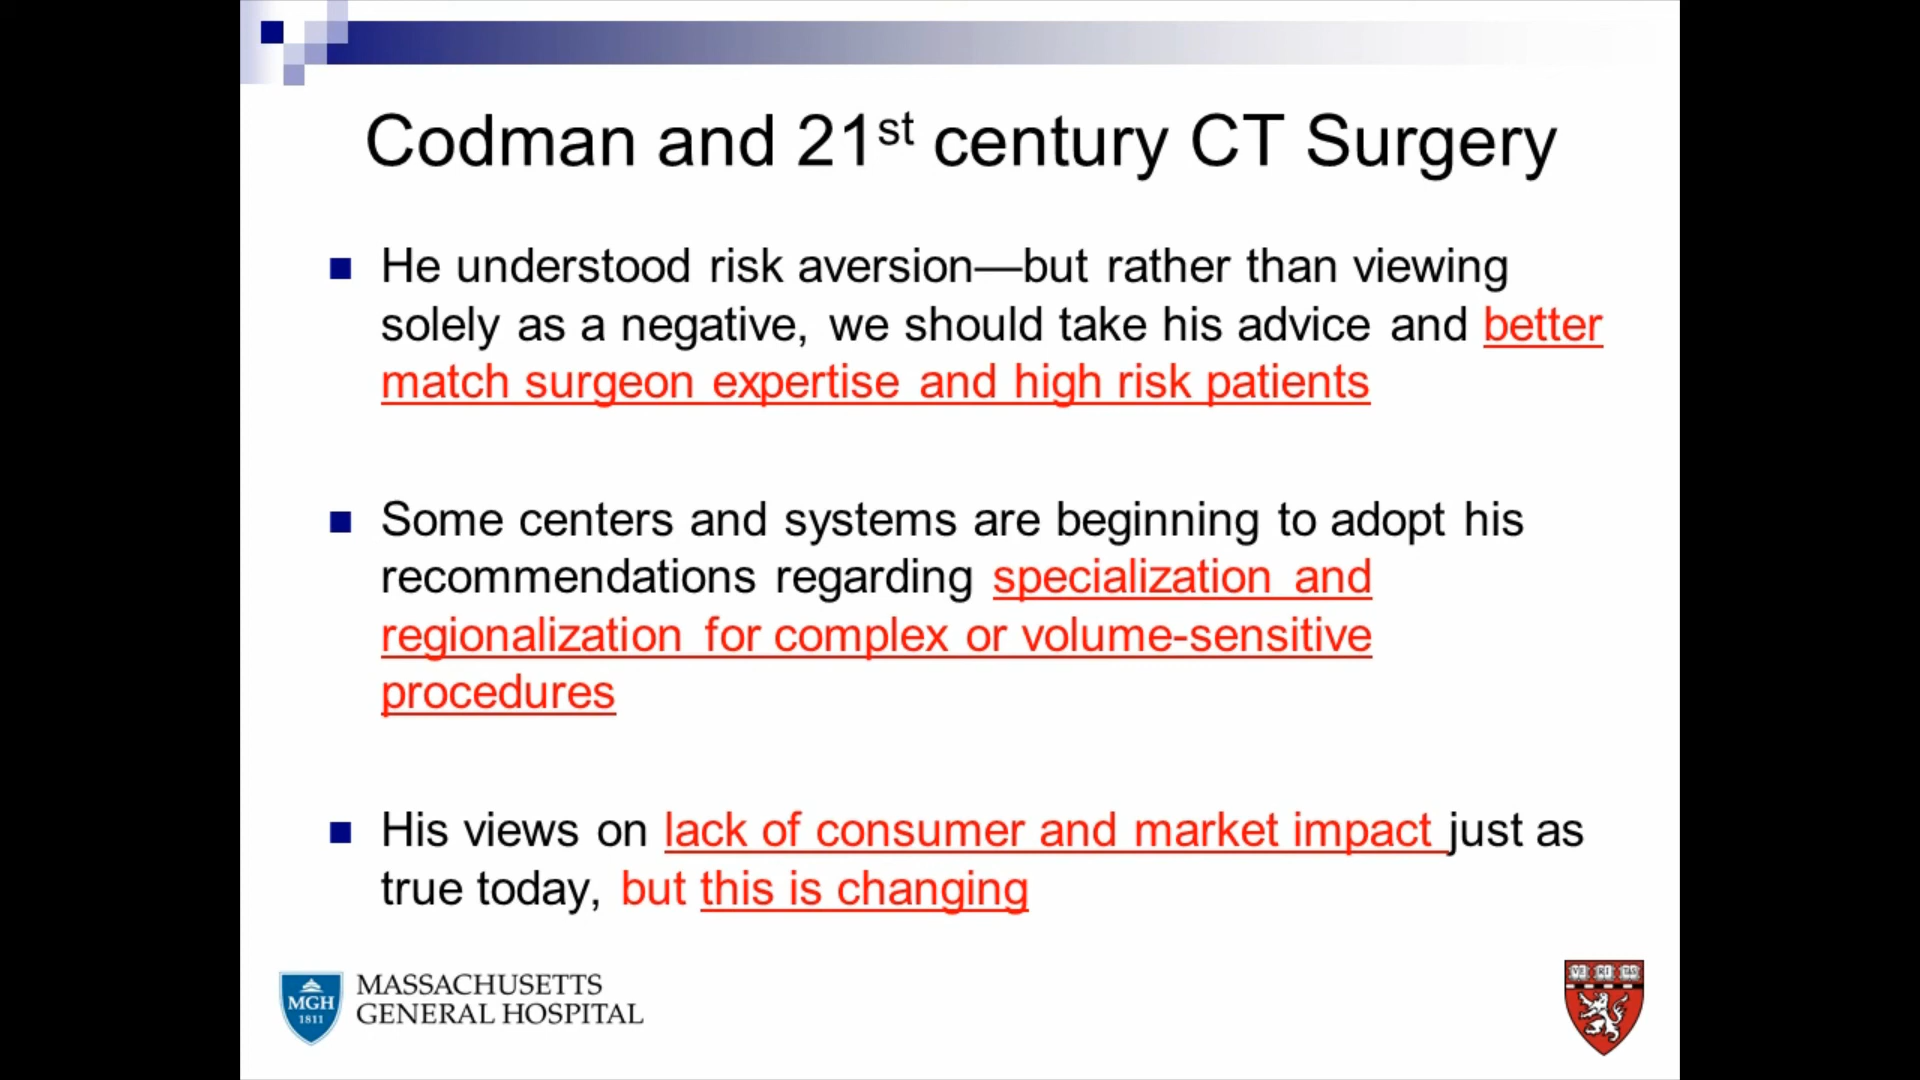 Codman and 21st century CT Surgery
He understood risk aversion—but rather than viewing
solely as a negative, we should take his advice and better
match surgeon expertise and high risk patients
Some centers and systems are beginning to adopt his
recommendations regarding specialization and
regionalization for complex or volume-sensitive
procedures
His views on lack of consumer and market impact just as
true today, but this is changing
MGH
1811
MASSACHUSETTS
GENERAL HOSPITAL
VE RI TAS